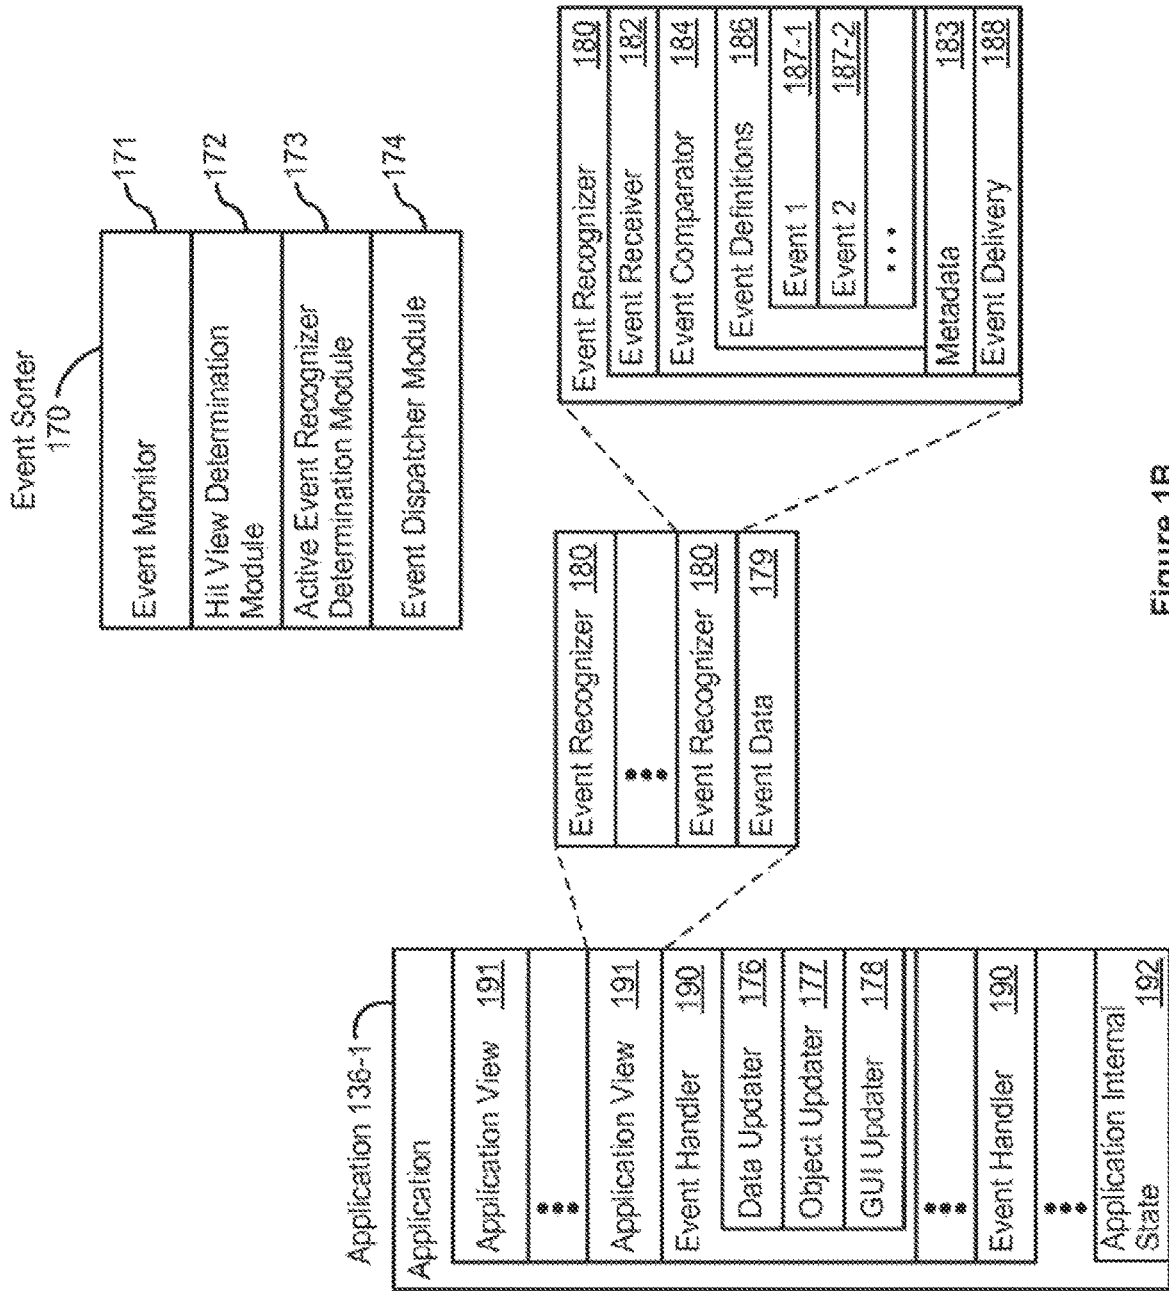 Event Sorter
170
Event Monitor
171
Hit View Determination
Module
172
Active Event Recognizer
Determination Module
173
Event Dispatcher Module
174
Application 136-1
Application
Application View 191
•••
Application View 191
Event Handler 190
Data Updater 176
Object Updater 177
GUI Updater 178
•••
Event Handler 190
•••
Application Internal
State 192
Event Recognizer 180
•••
Event Recognizer 180
Event Data 179
Event Recognizer 180
Event Receiver 182
Event Comparator 184
Event Definitions 186
Event 1 187-1
Event 2 187-2
•••
Metadata 183
Event Delivery 188
Figure 1B